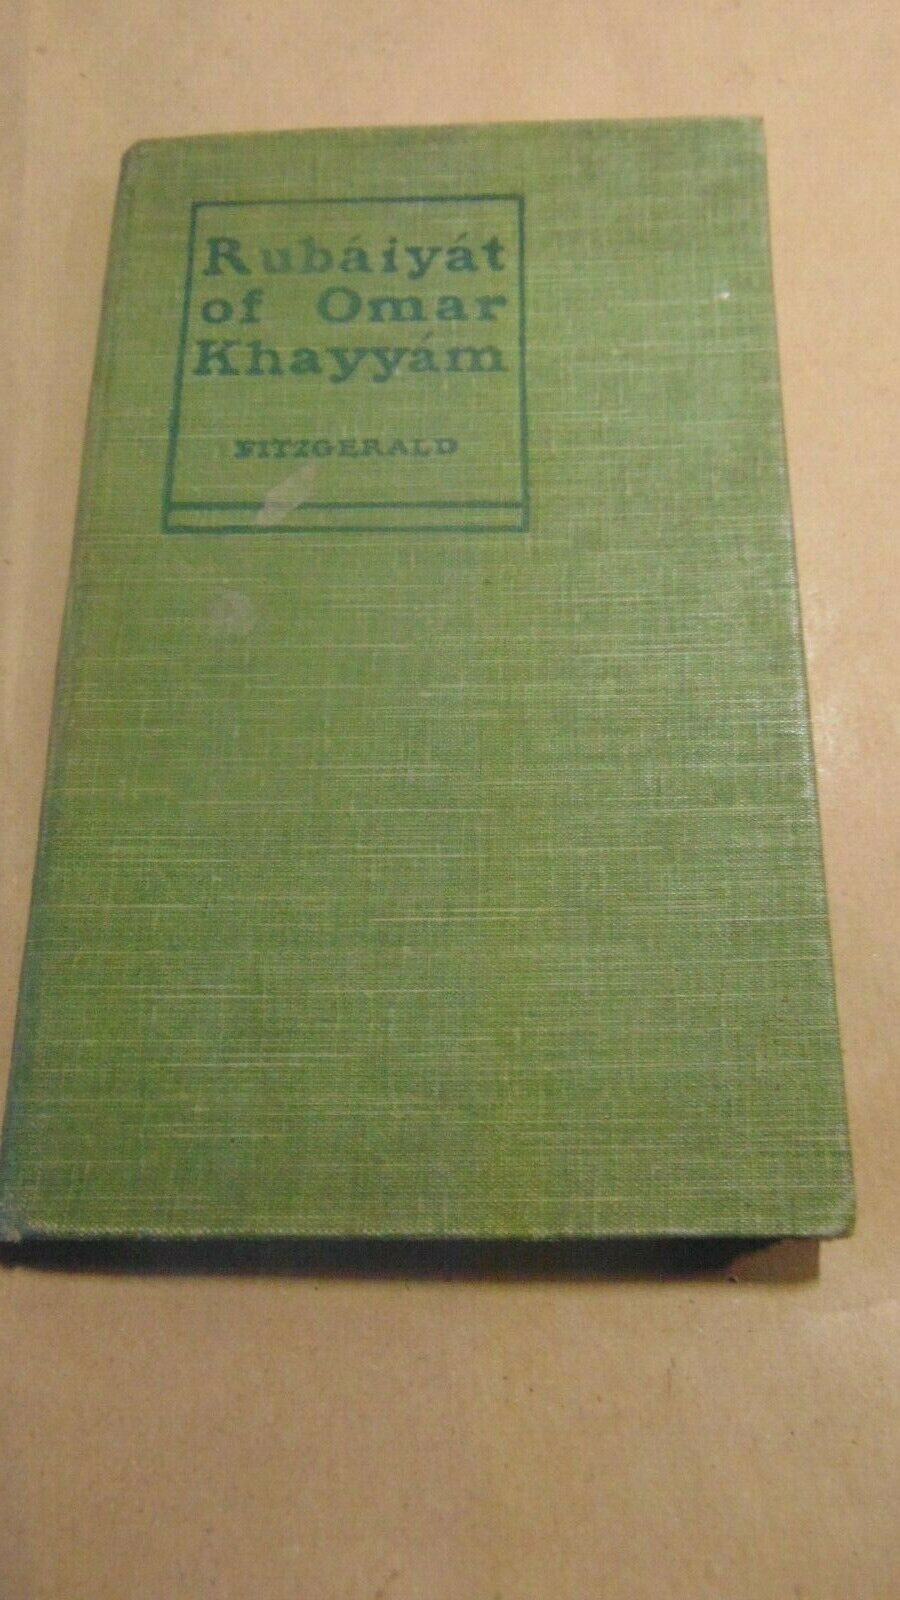 Rubáiyát
of Omar
Khayyám
FITZGERALD